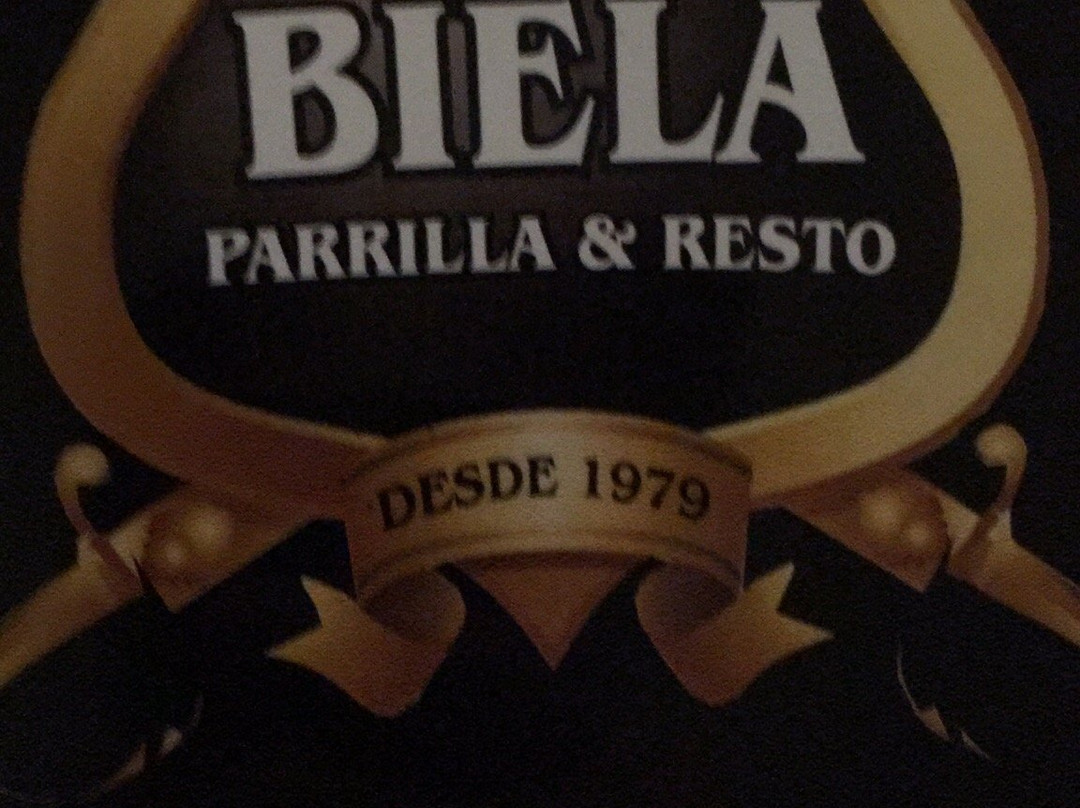 BIELA
PARRILLA & RESTO
DESDE 1979